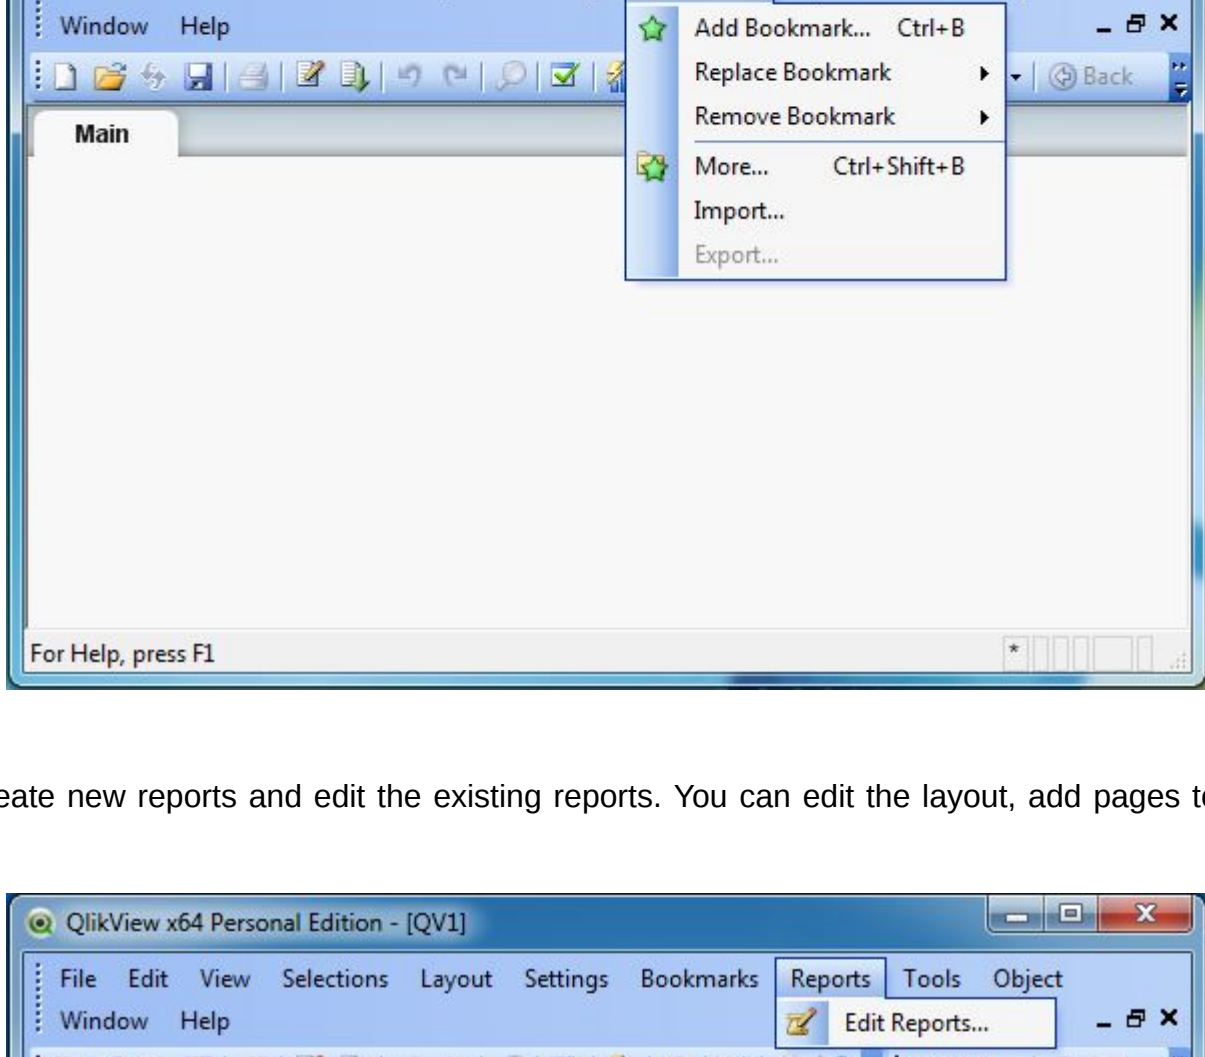 Window Help
Add Bookmark... Ctrl+B
Replace Bookmark
Back
Remove Bookmark
Main
More... Ctrl+Shift+B
Import...
Export...
For Help, press F1
*
new reports and edit the existing reports. You can edit the layout, add pages
QlikView x64 Personal Edition - [QV1]
File Edit View Selections Layout Settings Bookmarks Reports Tools Object
Window Help
Edit Reports...